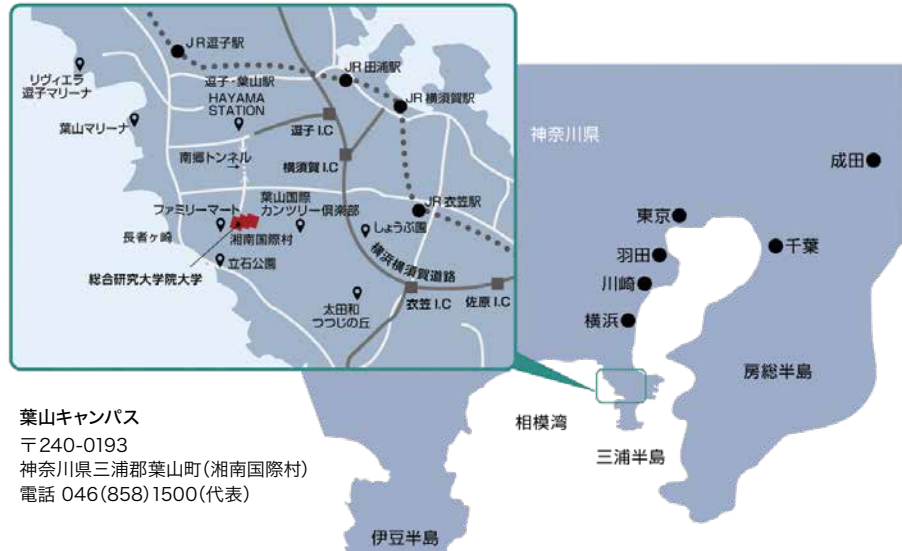 JR逗子駅
リヴィエラ
逗子マリーナ
逗子・葉山駅
HAYAMA
STATION
JR田浦駅
JR横須賀駅
葉山マリーナ
逗子I.C
南郷トンネル
→
横須賀I.C
葉山国際
カンツリー倶楽部
JR衣笠駅
ファミリーマート
しょうぶ園
長者ヶ崎
湘南国際村
立石公園
横浜横須賀道路
総合研究大学院大学
太田和
つつじの丘
衣笠I.C
佐原I.C
神奈川県
成田
東京
千葉
羽田
川崎
横浜
房総半島
相模湾
三浦半島
伊豆半島
葉山キャンパス
〒240-0193
神奈川県三浦郡葉山町(湘南国際村)
電話 046(858)1500(代表)